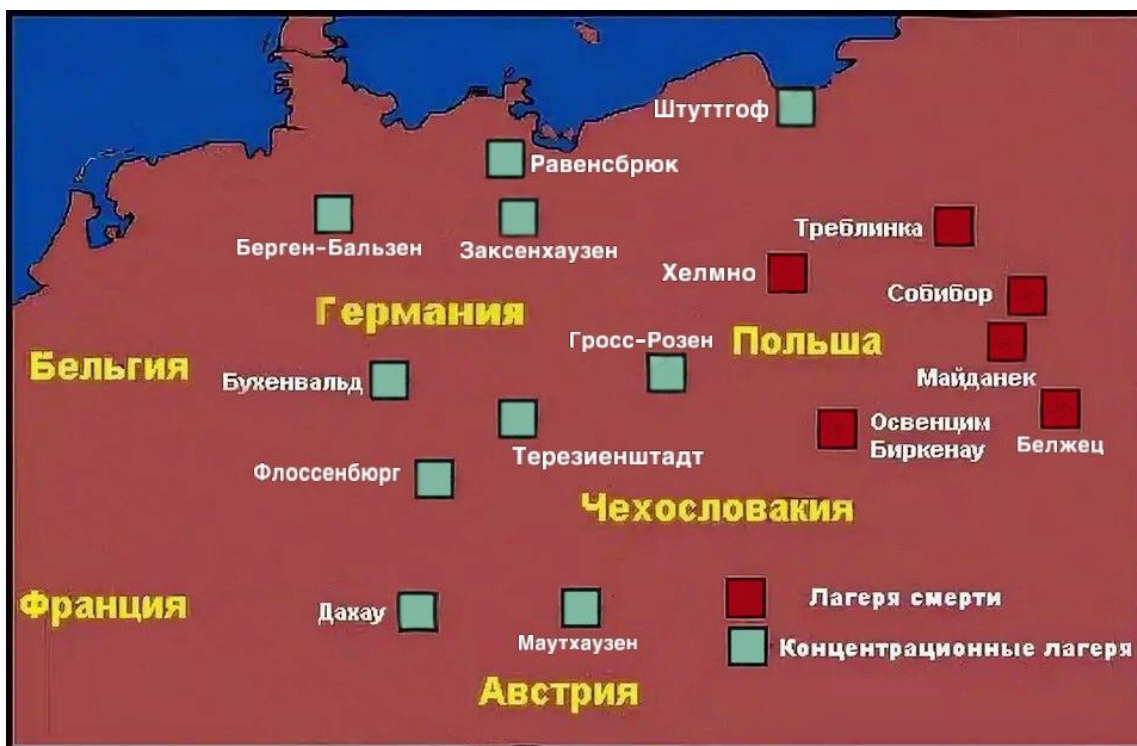 Штуттгоф
Равенсбрюк
Берген-Бальзен
Заксенхаузен
Треблинка
Хелмно
Собибор
Германия
Гросс-Розен
Польша
Бельгия
Бухенвальд
Майданек
Освенцим
Биркенау
Белжец
Терезиенштадт
Флоссенбюрг
Чехословакия
Франция
Дахау
Маутхаузен
Лагеря смерти
Концентрационные лагеря
Австрия